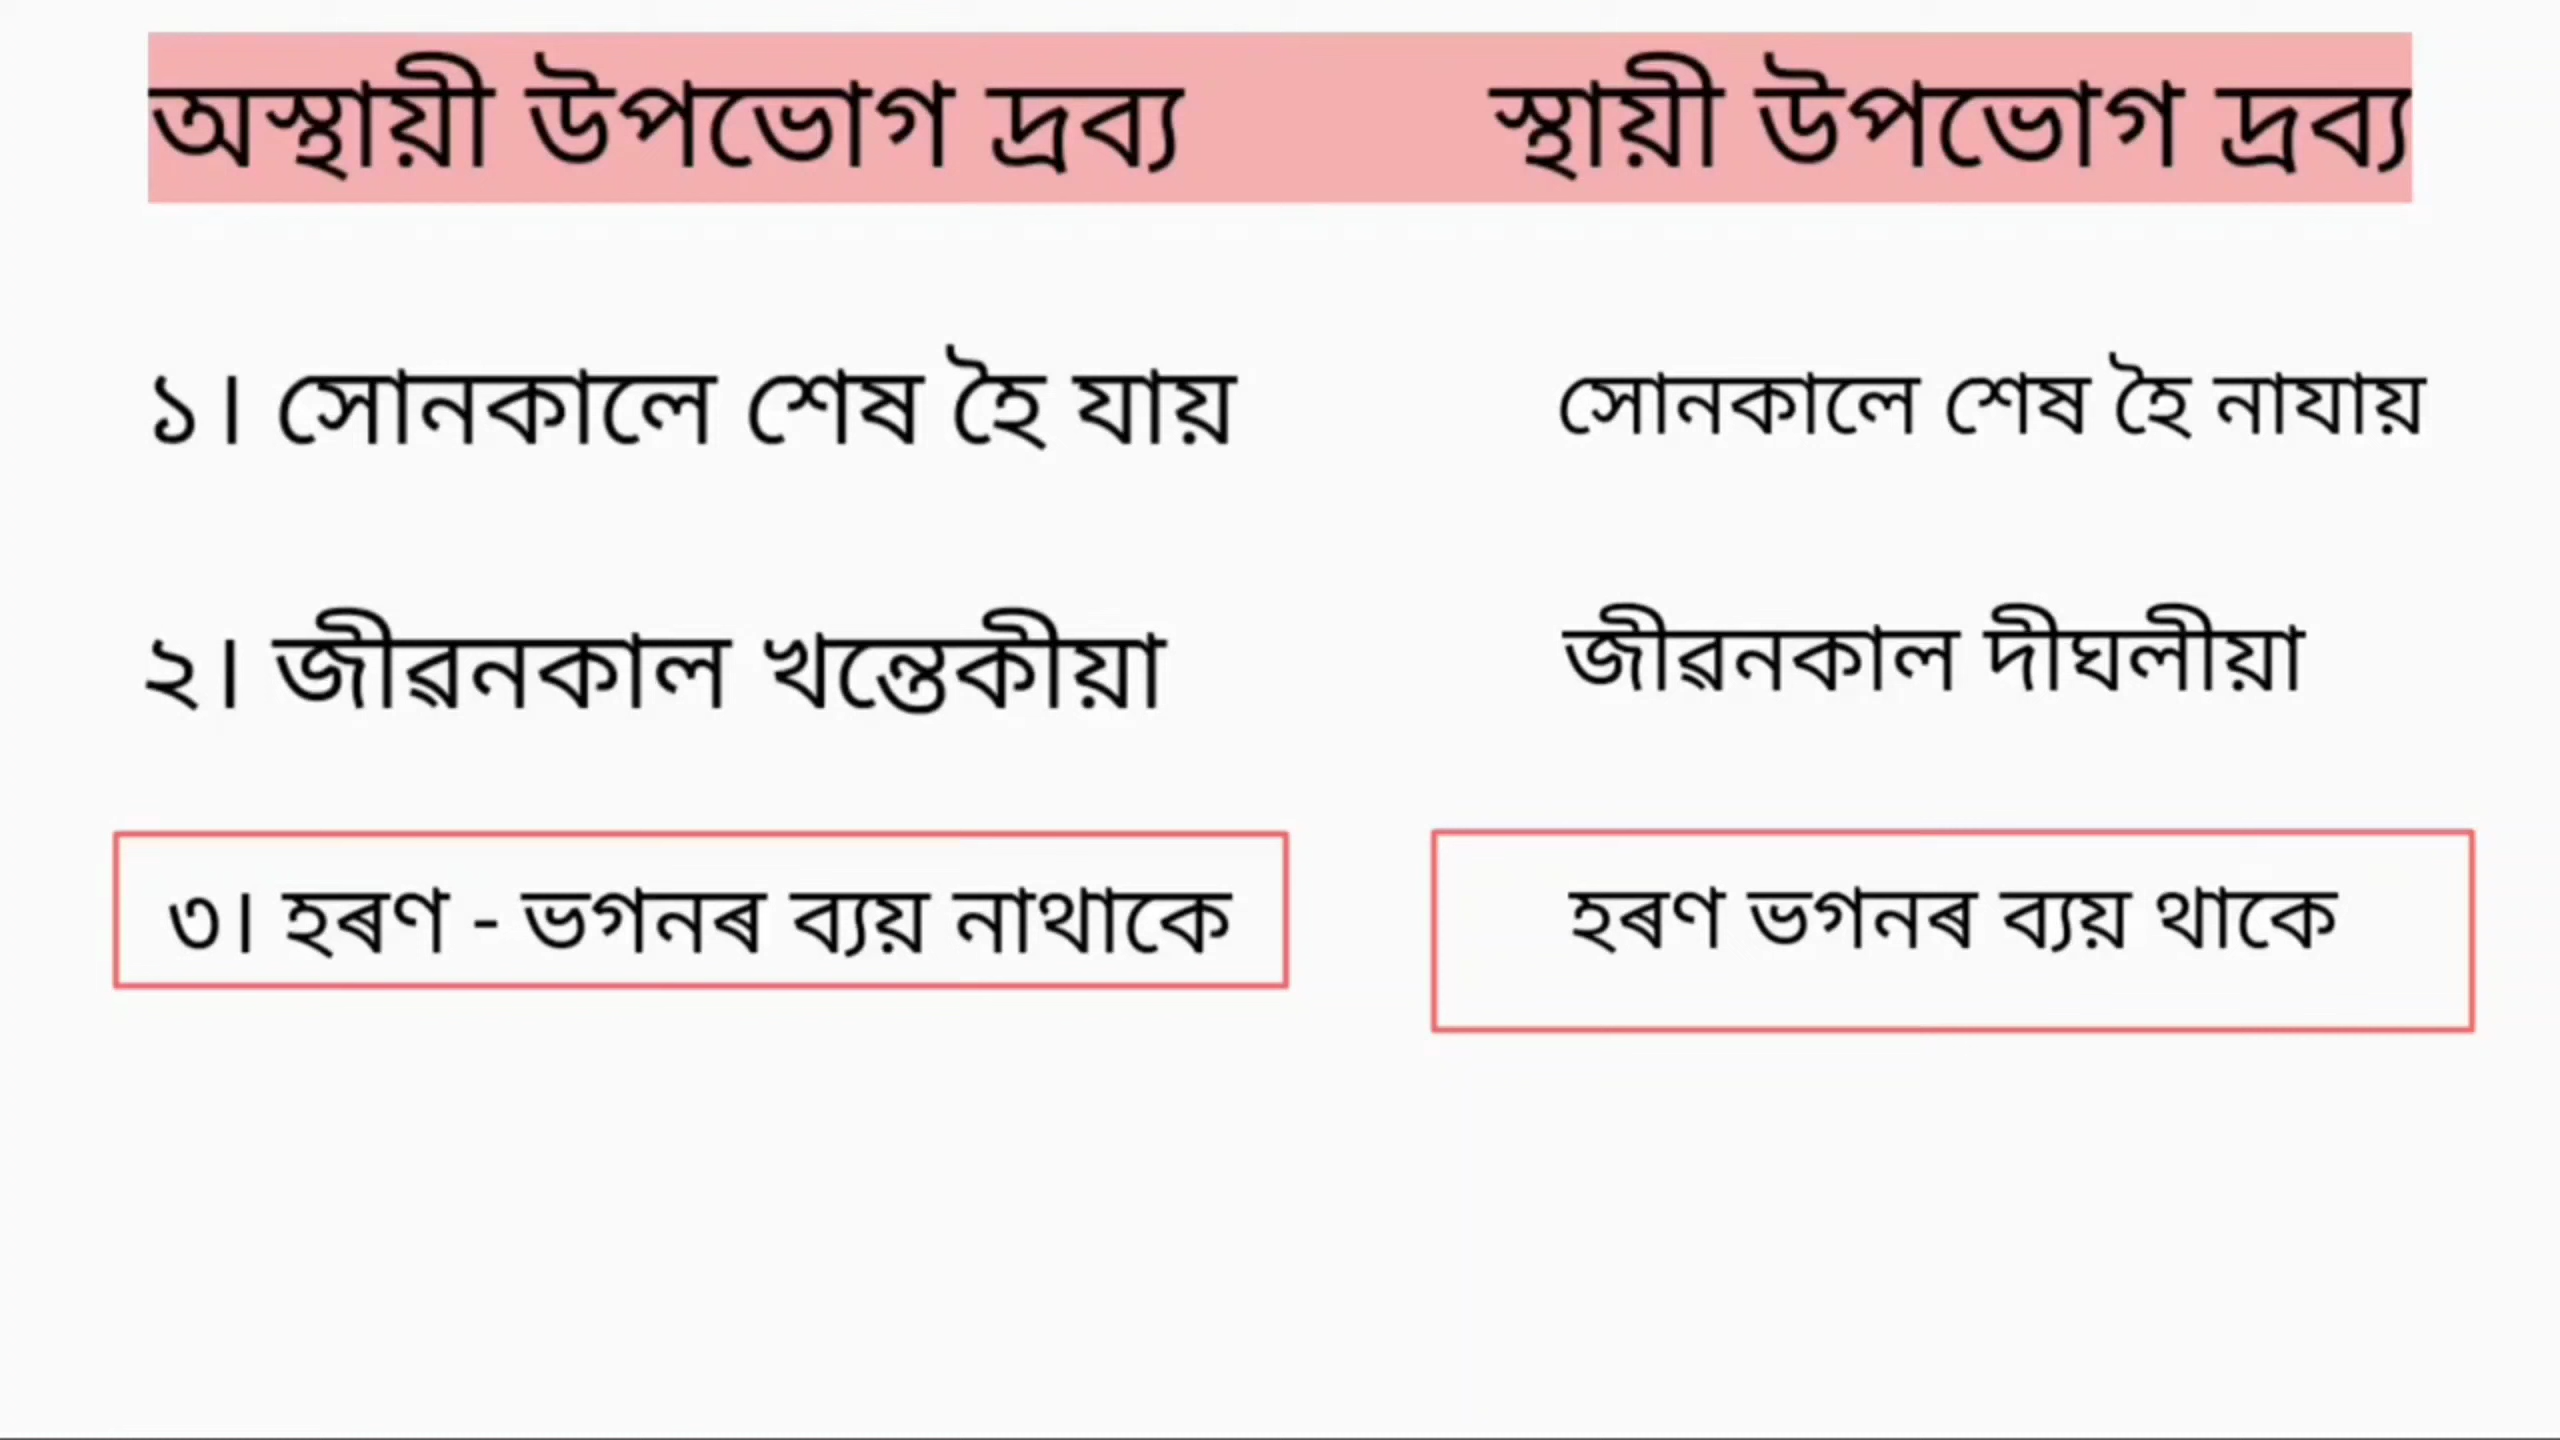 অস্থায়ী উপভোগ দ্ৰব্য স্থায়ী উপভোগ দ্ৰব্য
১। সোনকালে শেষ হৈ যায় সোনকালে শেষ হৈ নাযায়
২। জীৱনকাল খন্তেকীয়া জীৱনকাল দীঘলীয়া
৩। হৰণ - ভগনৰ ব্যয় নাথাকে হৰণ ভগনৰ ব্যয় থাকে